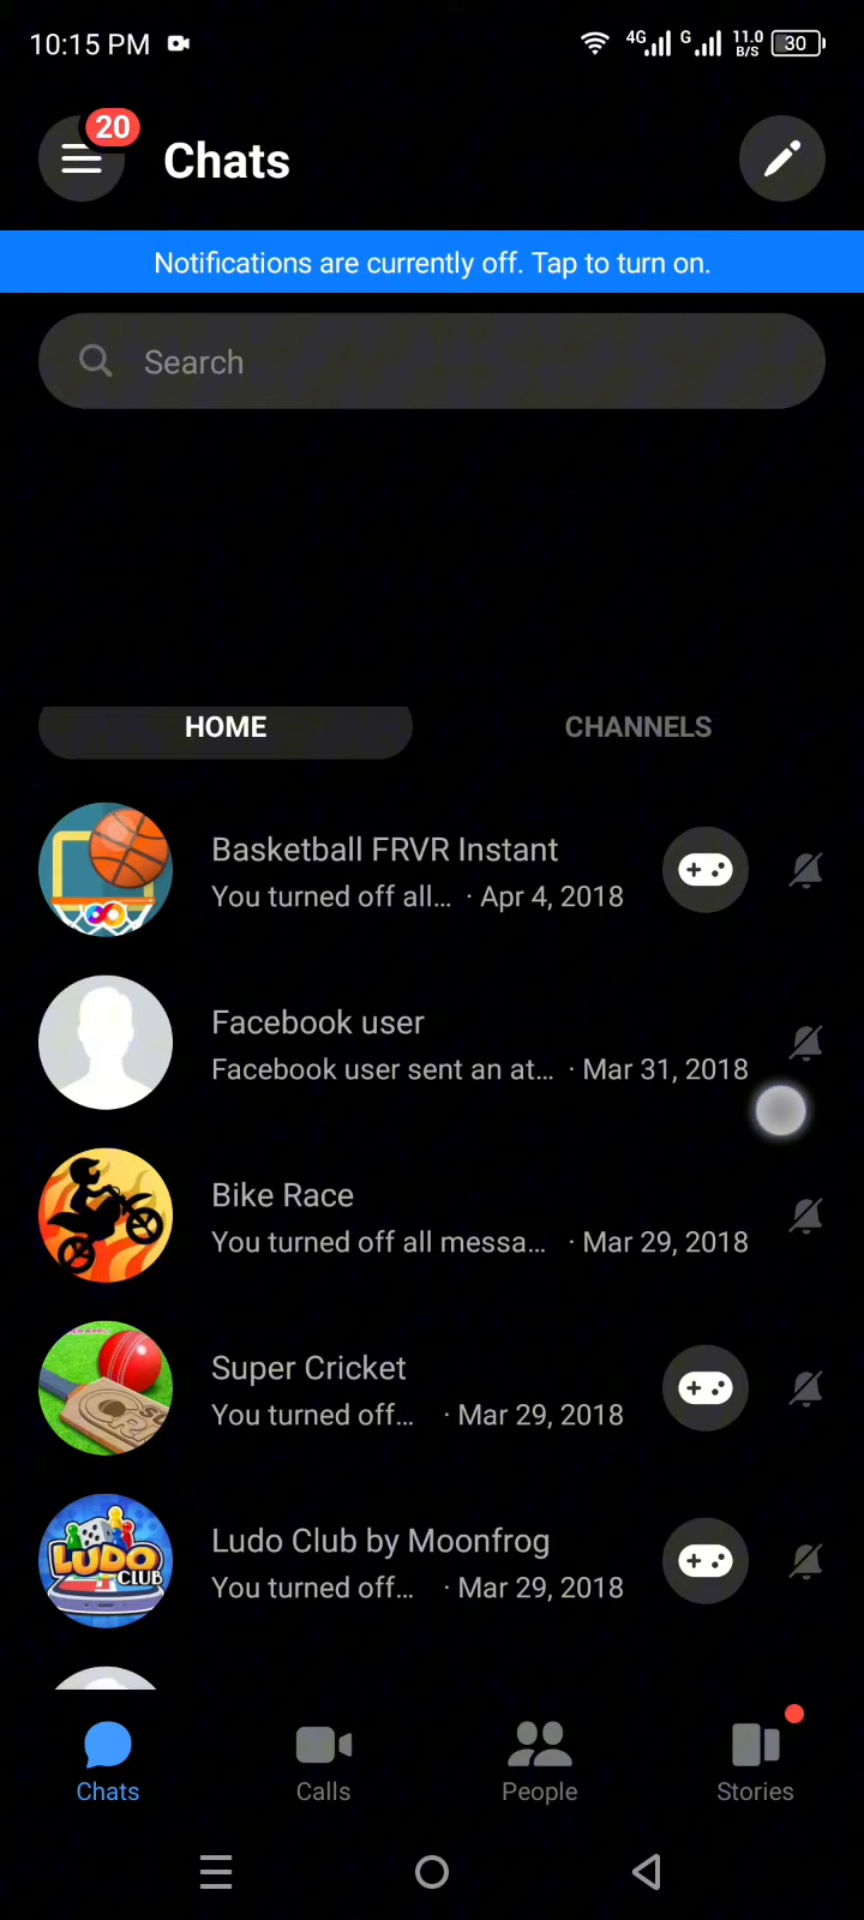 10:15 PM 4G G 11.0 B/S 30
20
Chats
Notifications are currently off. Tap to turn on.
Search
HOME CHANNELS
Basketball FRVR Instant
You turned off all... · Apr 4, 2018
Facebook user
Facebook user sent an at... · Mar 31, 2018
Bike Race
You turned off all messa... · Mar 29, 2018
Super Cricket
You turned off... · Mar 29, 2018
LUDO
CLUB
Ludo Club by Moonfrog
You turned off... · Mar 29, 2018
Chats Calls People Stories